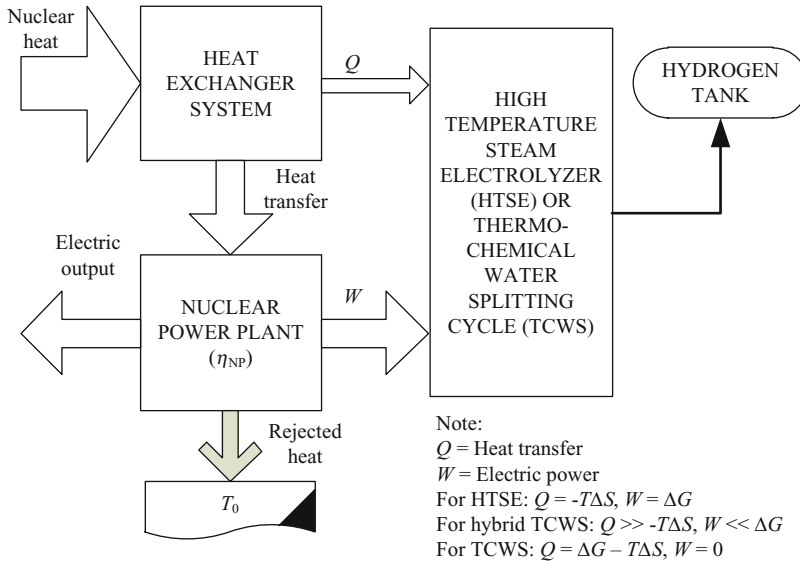 Nuclear
heat
HEAT
EXCHANGER
SYSTEM
Q
HIGH
TEMPERATURE
STEAM
ELECTROLYZER
(HTSE) OR
THERMO-
CHEMICAL
WATER
SPLITTING
CYCLE (TCWS)
HYDROGEN
TANK
Heat
transfer
Electric
output
NUCLEAR
POWER PLANT
(ηNP)
W
Rejected
heat
T0
Note:
Q = Heat transfer
W = Electric power
For HTSE: Q = -TΔS, W = ΔG
For hybrid TCWS: Q >> -TΔS, W << ΔG
For TCWS: Q = ΔG – TΔS, W = 0